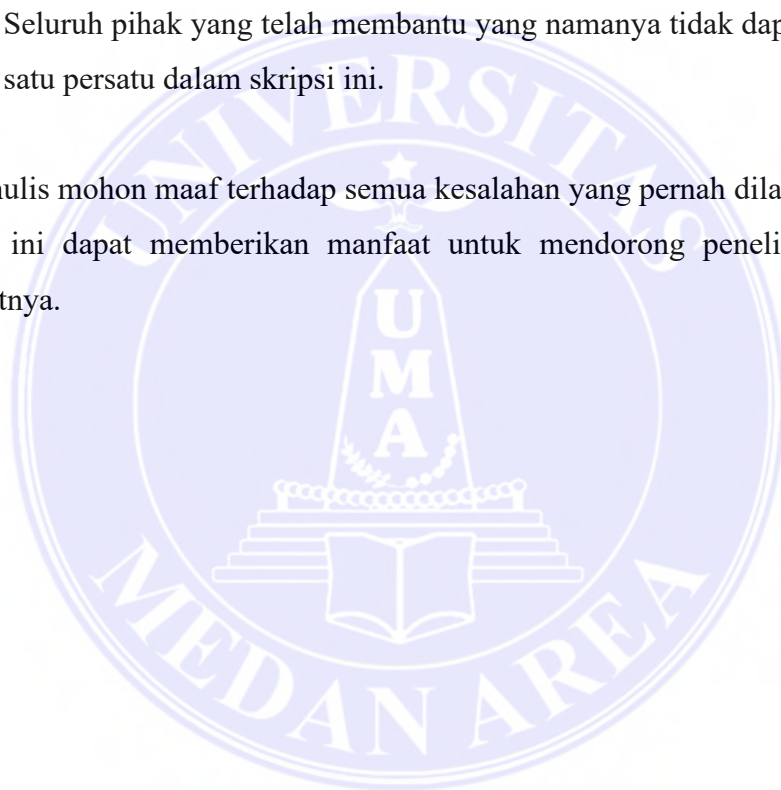 Seluruh pihak yang telah membantu yang namanya tidak dap
satu persatu dalam skripsi ini.
ulis mohon maaf terhadap semua kesalahan yang pernah dila
ini dapat memberikan manfaat untuk mendorong peneli
tnya.
UNIVERSITAS
UMA
MEDAN AREA